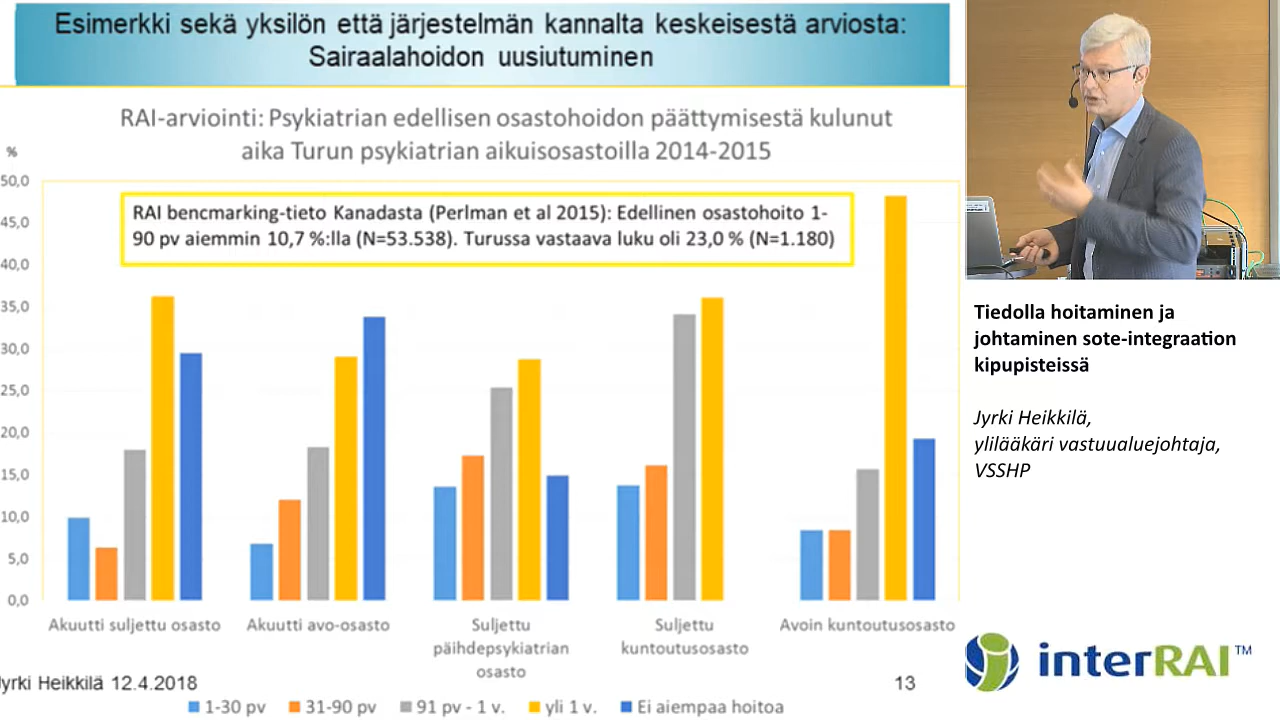 Esimerkki sekä yksilön että järjestelmän kannalta keskeisestä arviosta:
Sairaalahoidon uusiutuminen
RAI-arviointi: Psykiatrian edellisen osastohoidon päättymisestä kulunut
aika Turun psykiatrian aikuisosastoilla 2014-2015
%
50,0
45,0
40,0
35,0
30,0
25,0
20,0
15,0
10,0
5,0
0,0
RAI bencmarking-tieto Kanadasta (Perlman et al 2015): Edellinen osastohoito 1-
90 pv aiemmin 10,7 %:lla (N=53.538). Turussa vastaava luku oli 23,0 % (N=1.180)
Akuutti suljettu osasto
Akuutti avo-osasto
Suljettu
päihdepsykiatrian
osasto
Suljettu
kuntoutusosasto
Avoin kuntoutusosasto
Jyrki Heikkilä 12.4.2018
13
1-30 pv
31-90 pv
91 pv - 1 v.
yli 1 v.
Ei aiempaa hoitoa
Tiedolla hoitaminen ja
johtaminen sote-integraation
kipupisteissä
Jyrki Heikkilä,
ylilääkäri vastuualuejohtaja,
VSSHP
interRAI™